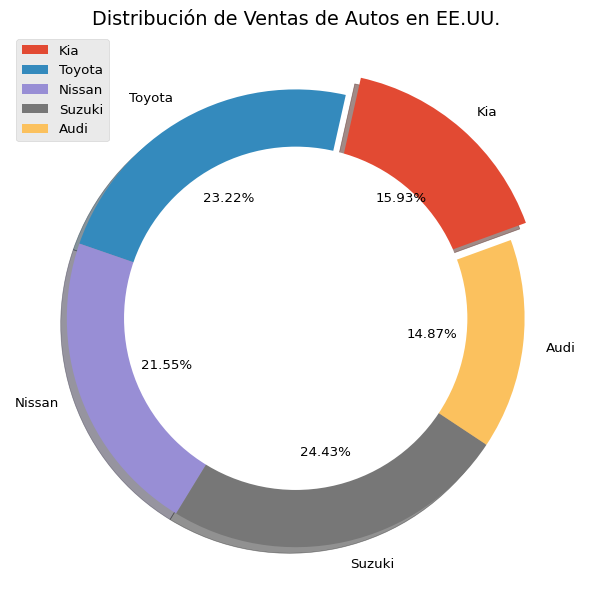 Distribución de Ventas de Autos en EE.UU.
Kia
Toyota
Nissan
Suzuki
Audi
Toyota
Kia
23.22%
15.93%
14.87%
Audi
21.55%
Nissan
24.43%
Suzuki